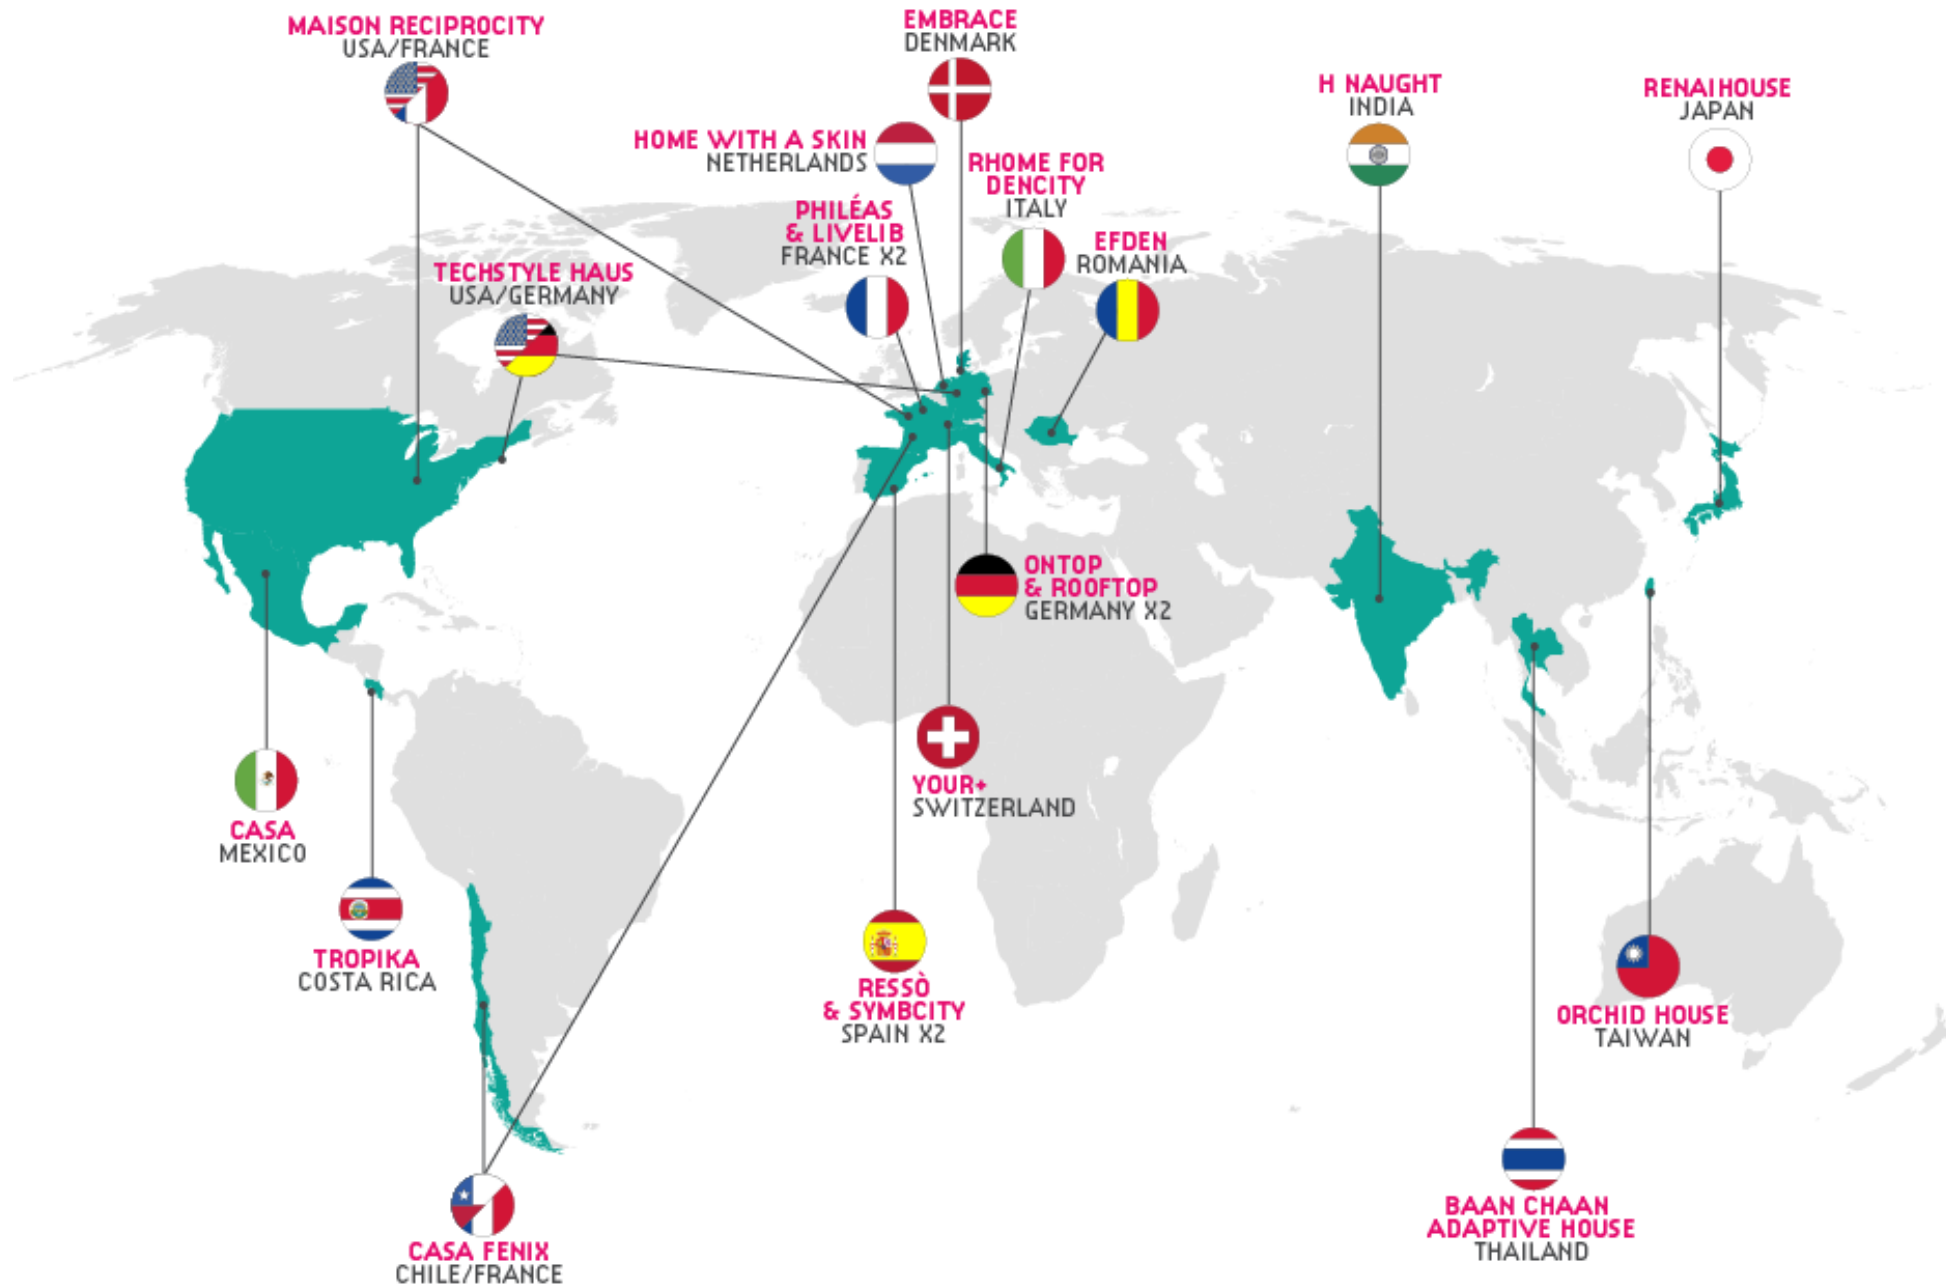 MAISON RECIPROCITY
USA/FRANCE
EMBRACE
DENMARK
H NAUGHT
INDIA
RENAIHOUSE
JAPAN
HOME WITH A SKIN
NETHERLANDS
RHOME FOR
DENCITY
ITALY
PHILÉAS
& LIVELIB
FRANCE X2
EFDEN
ROMANIA
TECHSTYLE HAUS
USA/GERMANY
ONTOP
& ROOFTOP
GERMANY X2
YOUR+
SWITZERLAND
CASA
MEXICO
TROPIKA
COSTA RICA
RESSÒ
& SYMBCITY
SPAIN X2
ORCHID HOUSE
TAIWAN
BAAN CHAAN
ADAPTIVE HOUSE
THAILAND
CASA FENIX
CHILE/FRANCE